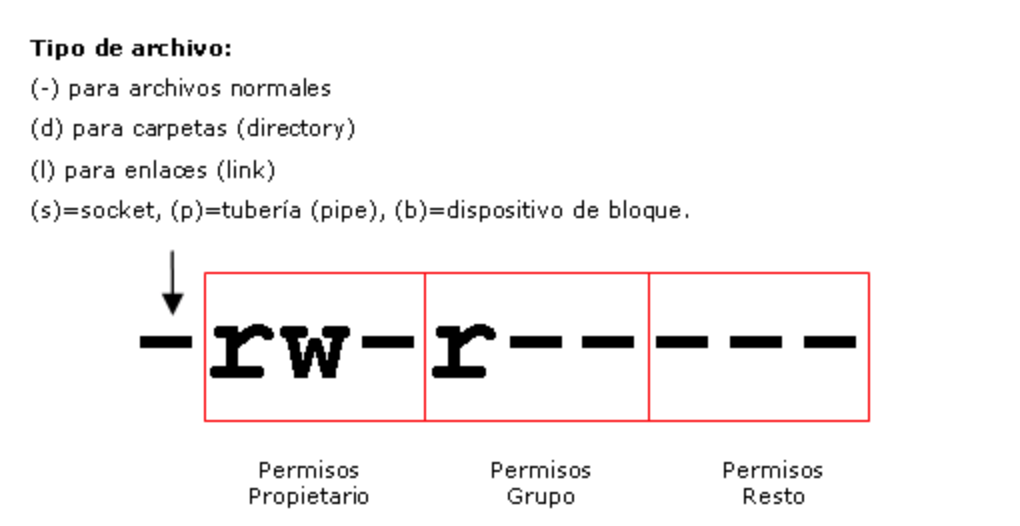 Tipo de archivo:
(-) para archivos normales
(d) para carpetas (directory)
(l) para enlaces (link)
(s)=socket, (p)=tubería (pipe), (b)=dispositivo de bloque.
-rw-r-----
Permisos Propietario
Permisos Grupo
Permisos Resto